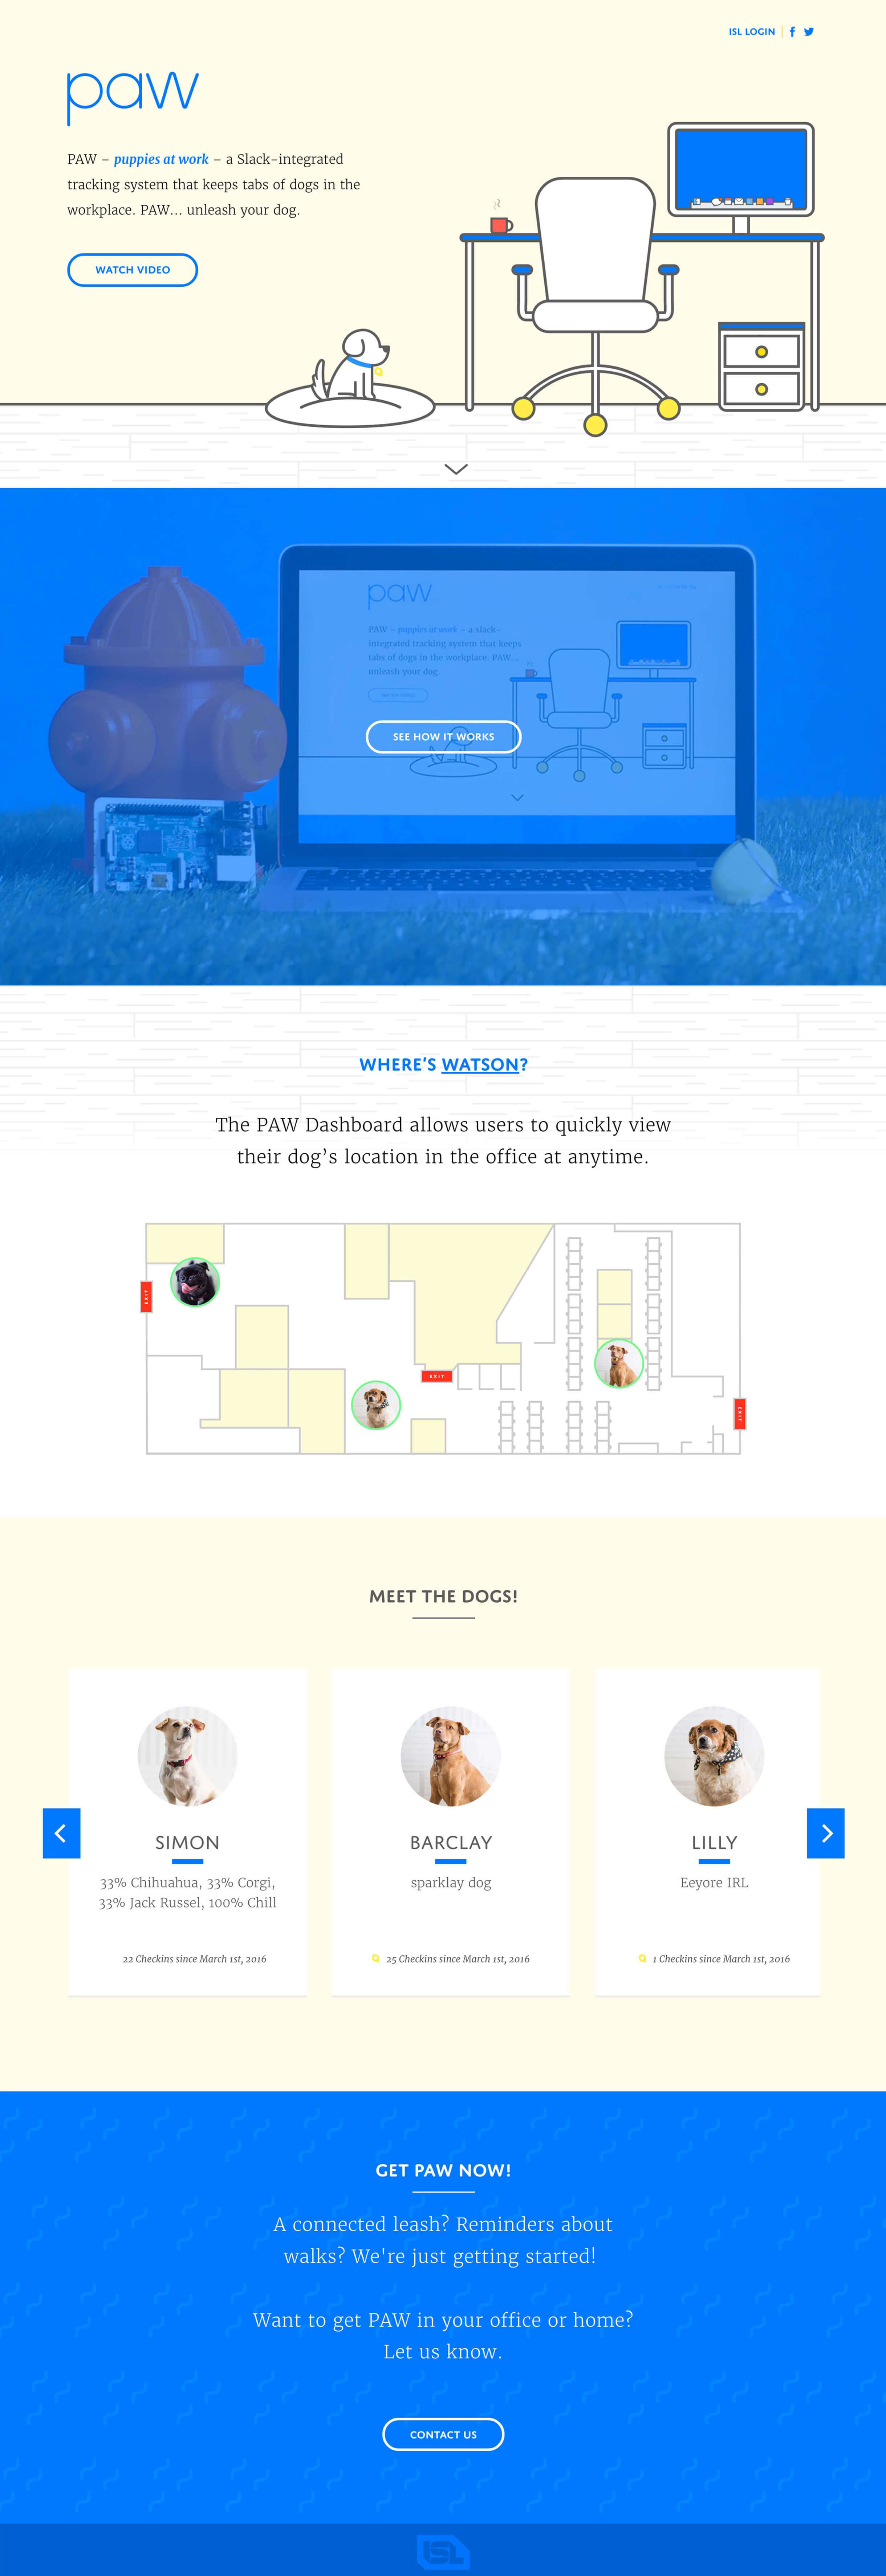 ISL LOGIN
paw
PAW – puppies at work – a Slack-integrated
tracking system that keeps tabs of dogs in the
workplace. PAW... unleash your dog.
WATCH VIDEO
paw
PAW – puppies at work – a slack-
integrated tracking system that keeps
tabs of dogs in the workplace. PAW...
unleash your dog.
WATCH VIDEO
SEE HOW IT WORKS
WHERE'S WATSON?
The PAW Dashboard allows users to quickly view
their dog’s location in the office at anytime.
EXIT
EXIT
EXIT
MEET THE DOGS!
SIMON
33% Chihuahua, 33% Corgi,
33% Jack Russel, 100% Chill
22 Checkins since March 1st, 2016
BARCLAY
sparklay dog
25 Checkins since March 1st, 2016
LILLY
Eeyore IRL
1 Checkins since March 1st, 2016
GET PAW NOW!
A connected leash? Reminders about
walks? We're just getting started!
Want to get PAW in your office or home?
Let us know.
CONTACT US
ISL